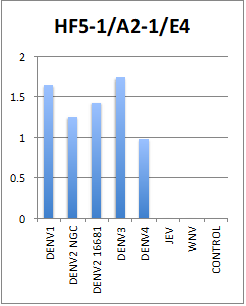 HF5-1/A2-1/E4
2
1.5
1
0.5
0
DENV1
DENV2 NGC
DENV2 16681
DENV3
DENV4
JEV
WNV
CONTROL